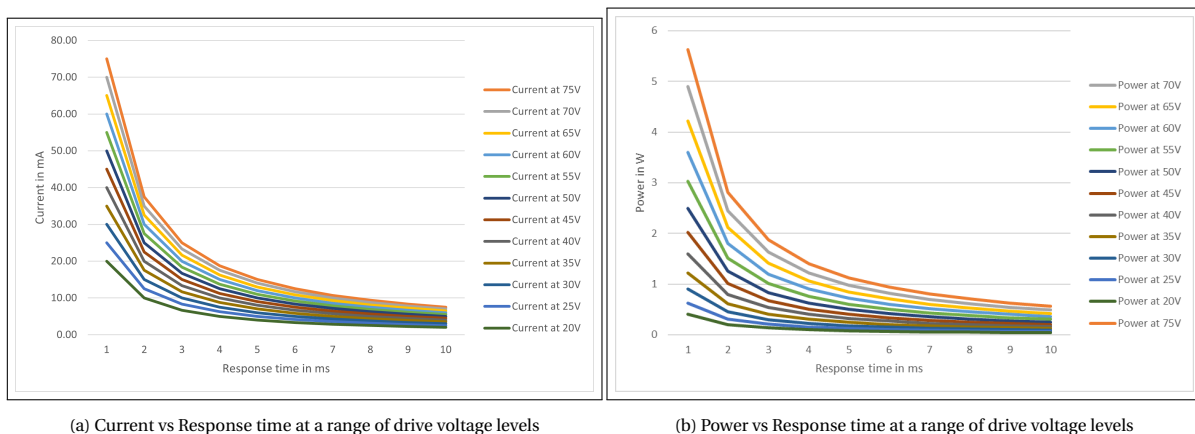 80.00
70.00
60.00
50.00
40.00
30.00
20.00
10.00
0.00
Current in mA
1 2 3 4 5 6 7 8 9 10
Response time in ms
Current at 75V
Current at 70V
Current at 65V
Current at 60V
Current at 55V
Current at 50V
Current at 45V
Current at 40V
Current at 35V
Current at 30V
Current at 25V
Current at 20V
(a) Current vs Response time at a range of drive voltage levels
6
5
4
3
2
1
0
Power in W
1 2 3 4 5 6 7 8 9 10
Response time in ms
Power at 70V
Power at 65V
Power at 60V
Power at 55V
Power at 50V
Power at 45V
Power at 40V
Power at 35V
Power at 30V
Power at 25V
Power at 20V
Power at 75V
(b) Power vs Response time at a range of drive voltage levels